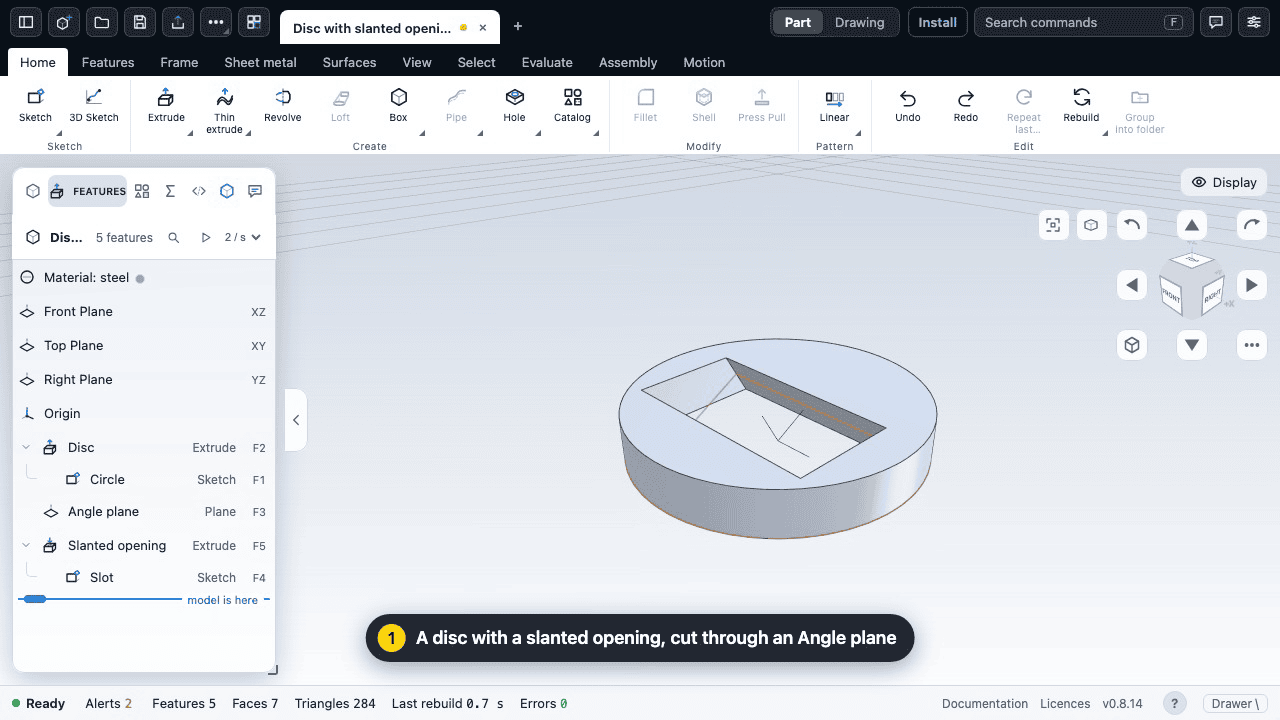 Disc with slanted openi...
Part
Drawing
Install
Search commands
F
Home
Features
Frame
Sheet metal
Surfaces
View
Select
Evaluate
Assembly
Motion
Sketch
3D Sketch
Extrude
Thin extrude
Revolve
Loft
Box
Pipe
Hole
Catalog
Fillet
Shell
Press Pull
Linear
Undo
Redo
Repeat last...
Rebuild
Group into folder
Sketch
Create
Modify
Pattern
Edit
FEATURES
Dis...
5 features
2 / s
Material: steel
Front Plane XZ
Top Plane XY
Right Plane YZ
Origin
Disc Extrude F2
Circle Sketch F1
Angle plane Plane F3
Slanted opening Extrude F5
Slot Sketch F4
model is here
Display
TOP
FRONT
RIGHT
+X
1 A disc with a slanted opening, cut through an Angle plane
Ready
Alerts 2
Features 5
Faces 7
Triangles 284
Last rebuild 0.7 s
Errors 0
Documentation
Licences
v0.8.14
?
Drawer \